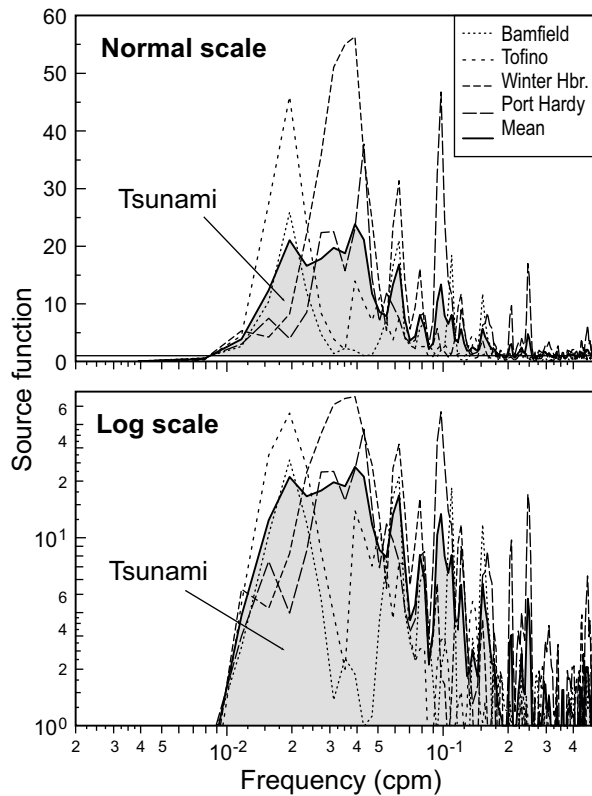 60
50
40
30
20
10
0
Normal scale
Tsunami
Bamfield
Tofino
Winter Hbr.
Port Hardy
Mean
Source function
6
4
2
10¹
6
4
2
10⁰
Log scale
Tsunami
2 3 4 5 10⁻² 2 3 4 5 10⁻¹ 2 3 4
Frequency (cpm)